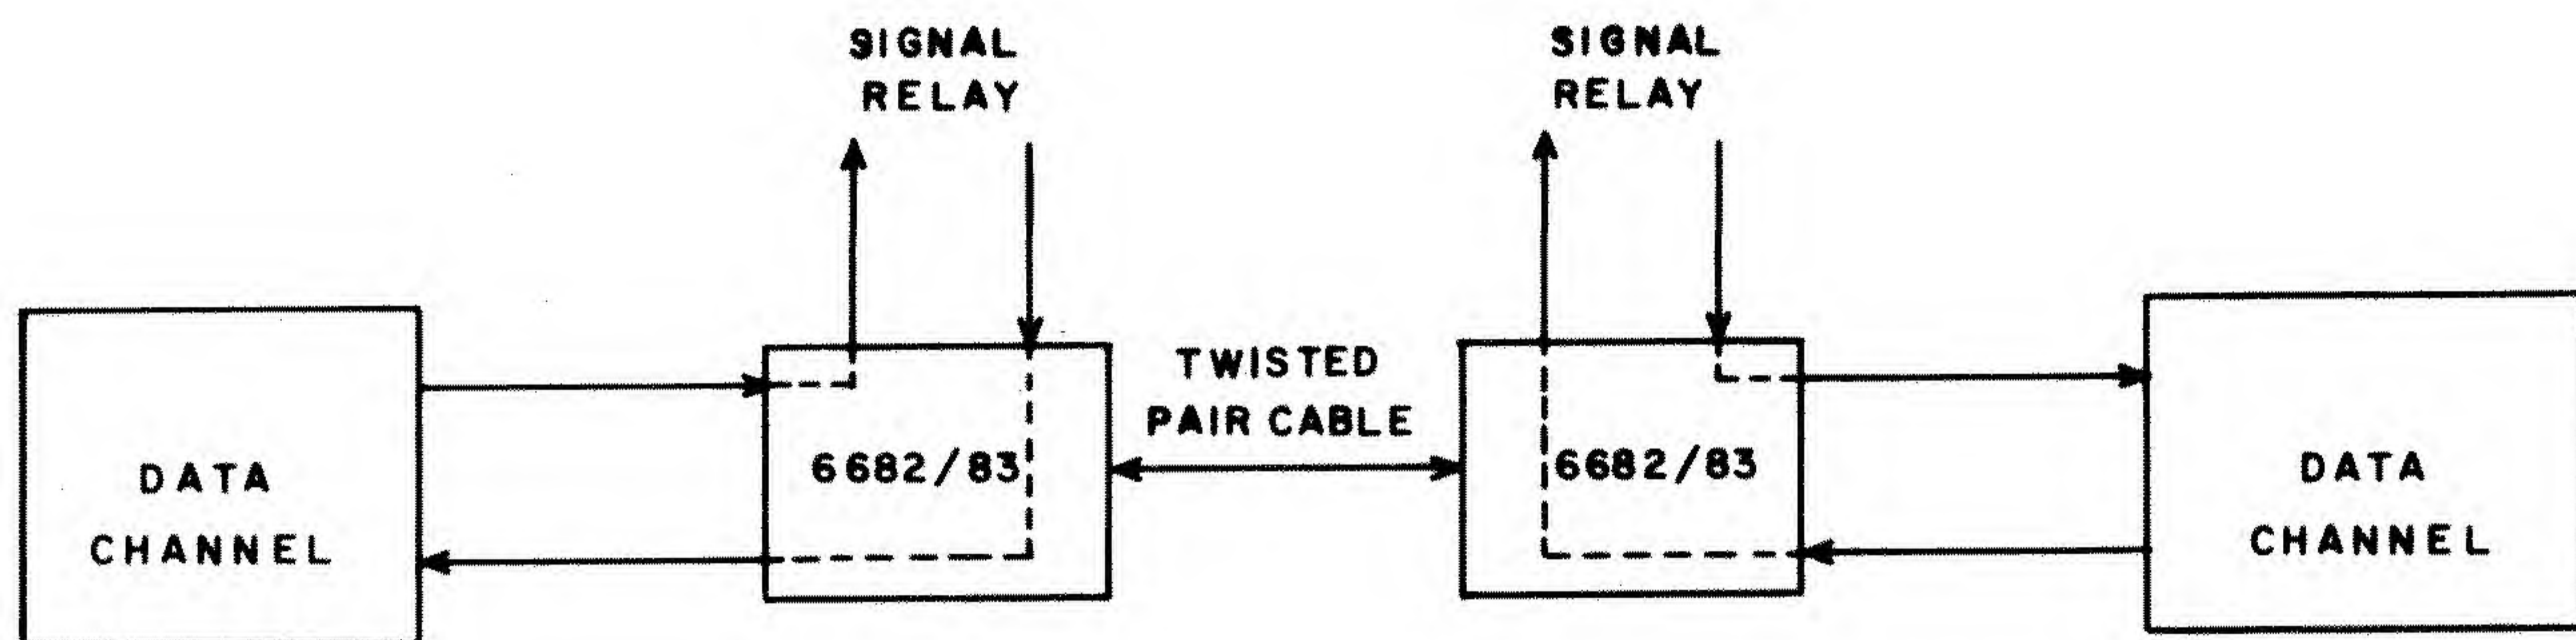 SIGNAL
RELAY
SIGNAL
RELAY
TWISTED
PAIR CABLE
6682/83
6682/83
DATA
CHANNEL
DATA
CHANNEL